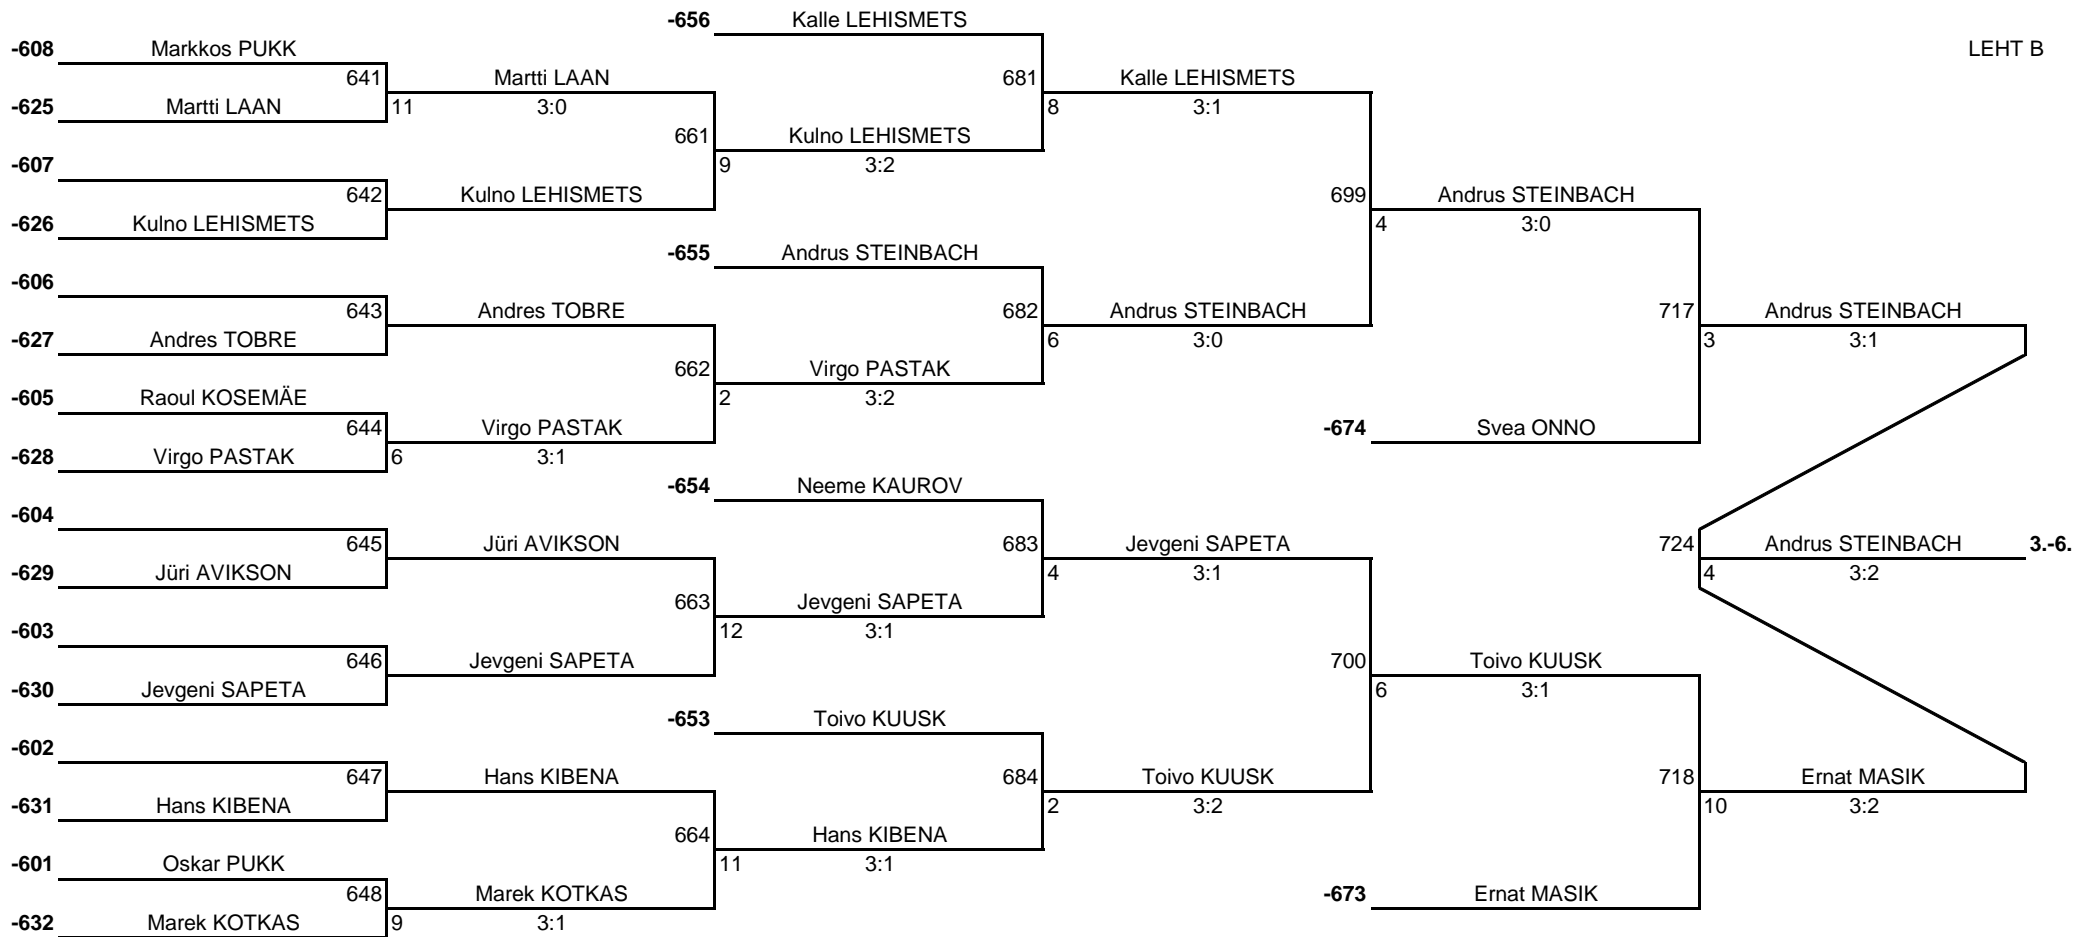 -656 Kalle LEHISMETS
-608 Markkos PUKK LEHT B
641 Martti LAAN 681 Kalle LEHISMETS
-625 Martti LAAN 11 3:0 8 3:1
661 Kulno LEHISMETS
-607 9 3:2
642 Kulno LEHISMETS 699 Andrus STEINBACH
-626 Kulno LEHISMETS 4 3:0
-655 Andrus STEINBACH
-606
643 Andres TOBRE 682 Andrus STEINBACH 717 Andrus STEINBACH
-627 Andres TOBRE 6 3:0 3 3:1
662 Virgo PASTAK
-605 Raoul KOSEMÄE 2 3:2
644 Virgo PASTAK -674 Svea ONNO
-628 Virgo PASTAK 6 3:1
-654 Neeme KAUROV
-604
645 Jüri AVIKSON 683 Jevgeni SAPETA 724 Andrus STEINBACH 3.-6.
-629 Jüri AVIKSON 4 3:1 4 3:2
663 Jevgeni SAPETA
-603 12 3:1
646 Jevgeni SAPETA 700 Toivo KUUSK
-630 Jevgeni SAPETA 6 3:1
-653 Toivo KUUSK
-602
647 Hans KIBENA 684 Toivo KUUSK 718 Ernat MASIK
-631 Hans KIBENA 2 3:2 10 3:2
664 Hans KIBENA
-601 Oskar PUKK 11 3:1
648 Marek KOTKAS -673 Ernat MASIK
-632 Marek KOTKAS 9 3:1